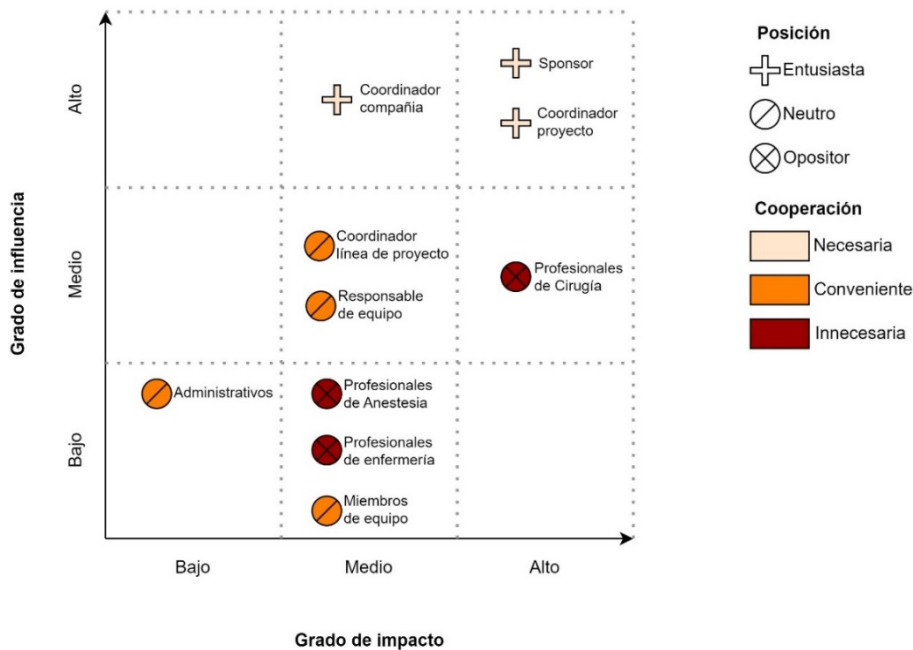 Grado de influencia
Alto
Medio
Bajo
Coordinador
compañia
Sponsor
Coordinador
proyecto
Coordinador
línea de proyecto
Responsable
de equipo
Profesionales
de Cirugía
Administrativos
Profesionales
de Anestesia
Profesionales
de enfermería
Miembros
de equipo
Bajo
Medio
Alto
Grado de impacto
Posición
Entusiasta
Neutro
Opositor
Cooperación
Necesaria
Conveniente
Innecesaria